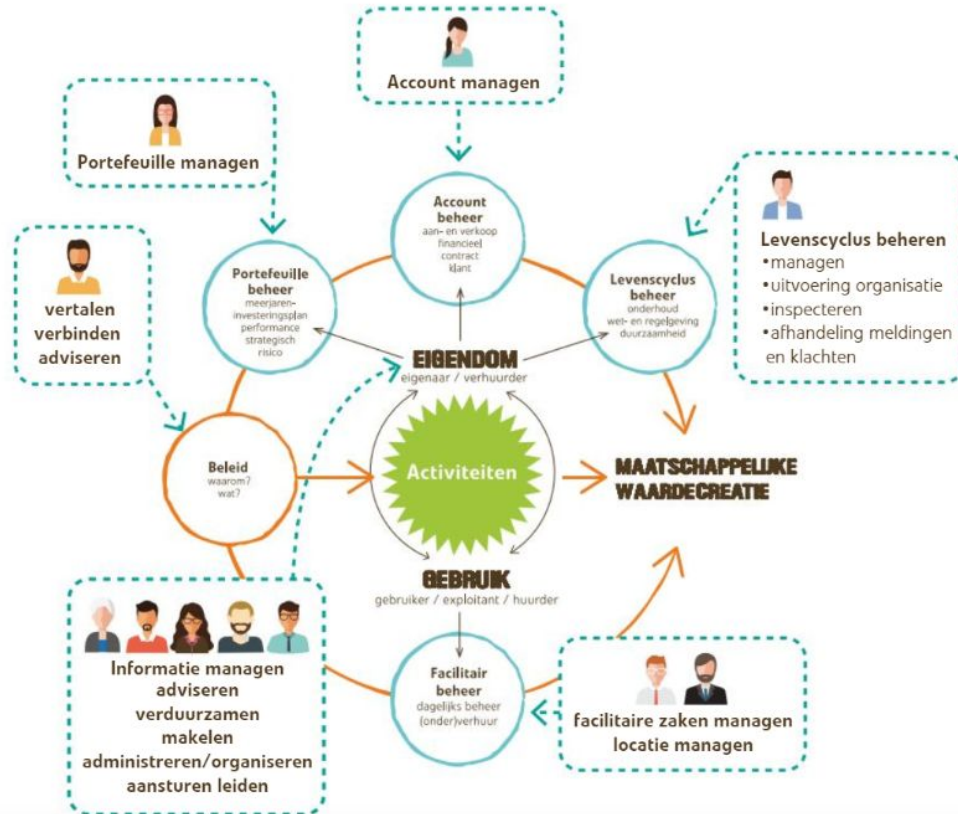 Account managen
Portefeuille managen
vertalen
verbinden
adviseren
Account
beheer
aan- en verkoop
financieel
contract
klant
Portefeuille
beheer
meerjaren-
investeringsplan
performance
strategisch
risico
Levenscyclus
beheer
onderhoud
wet- en regelgeving
duurzaamheid
Levenscyclus beheren
•managen
•uitvoering organisatie
•inspecteren
•afhandeling meldingen
en klachten
EIGENDOM
eigenaar / verhuurder
Beleid
waarom?
wat?
Activiteiten
MAATSCHAPPELIJKE
WAARDECREATIE
GEBRUIK
gebruiker / exploitant / huurder
Facilitair
beheer
dagelijks beheer
(onder)verhuur
Informatie managen
adviseren
verduurzamen
makelen
administreren/organiseren
aansturen leiden
facilitaire zaken managen
locatie managen